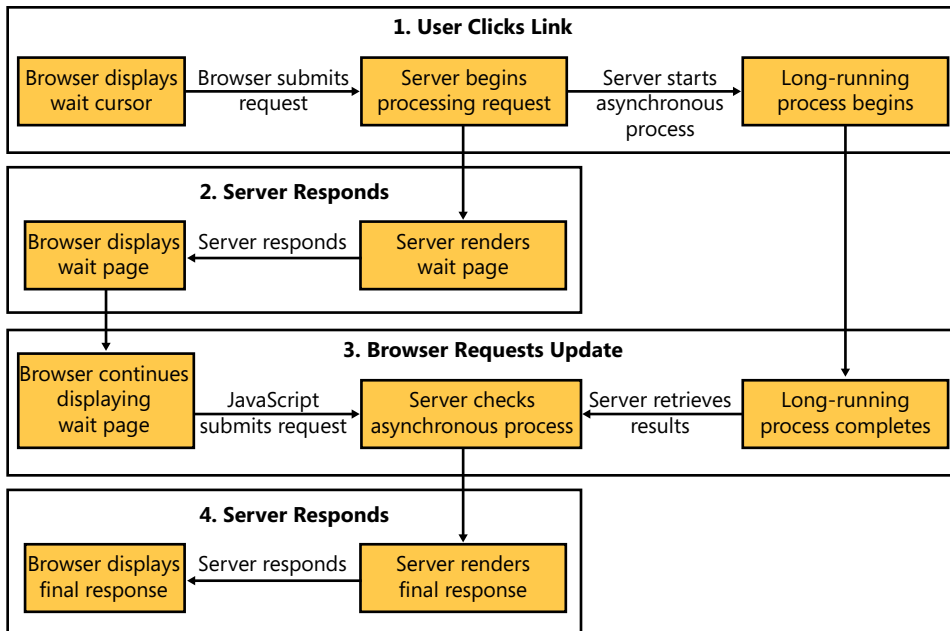 1. User Clicks Link
Browser displays
wait cursor
Browser submits
request
Server begins
processing request
Server starts
asynchronous
process
Long-running
process begins
2. Server Responds
Browser displays
wait page
Server responds
Server renders
wait page
3. Browser Requests Update
Browser continues
displaying
wait page
JavaScript
submits request
Server checks
asynchronous process
Server retrieves
results
Long-running
process completes
4. Server Responds
Browser displays
final response
Server responds
Server renders
final response